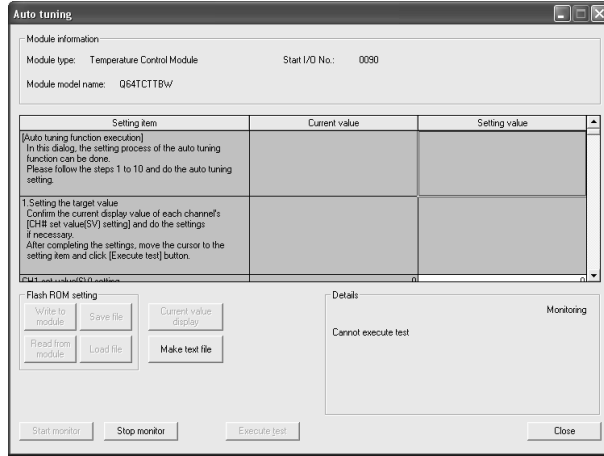 Auto tuning
Module information
Module type: Temperature Control Module Start I/O No.: 0090
Module model name: Q64TCTTBW
Setting item Current value Setting value
[Auto tuning function execution]
In this dialog, the setting process of the auto tuning
function can be done.
Please follow the steps 1 to 10 and do the auto tuning
setting.
1.Setting the target value
Confirm the current display value of each channel's
[CH# set value(SV) setting] and do the settings
if necessary.
After completing the settings, move the cursor to the
setting item and click [Execute test] button.
CH1 set value(SV) setting 0 0
Flash ROM setting
Write to
module
Save file
Current value
display
Read from
module
Load file
Make text file
Details
Monitoring
Cannot execute test
Start monitor
Stop monitor
Execute test
Close